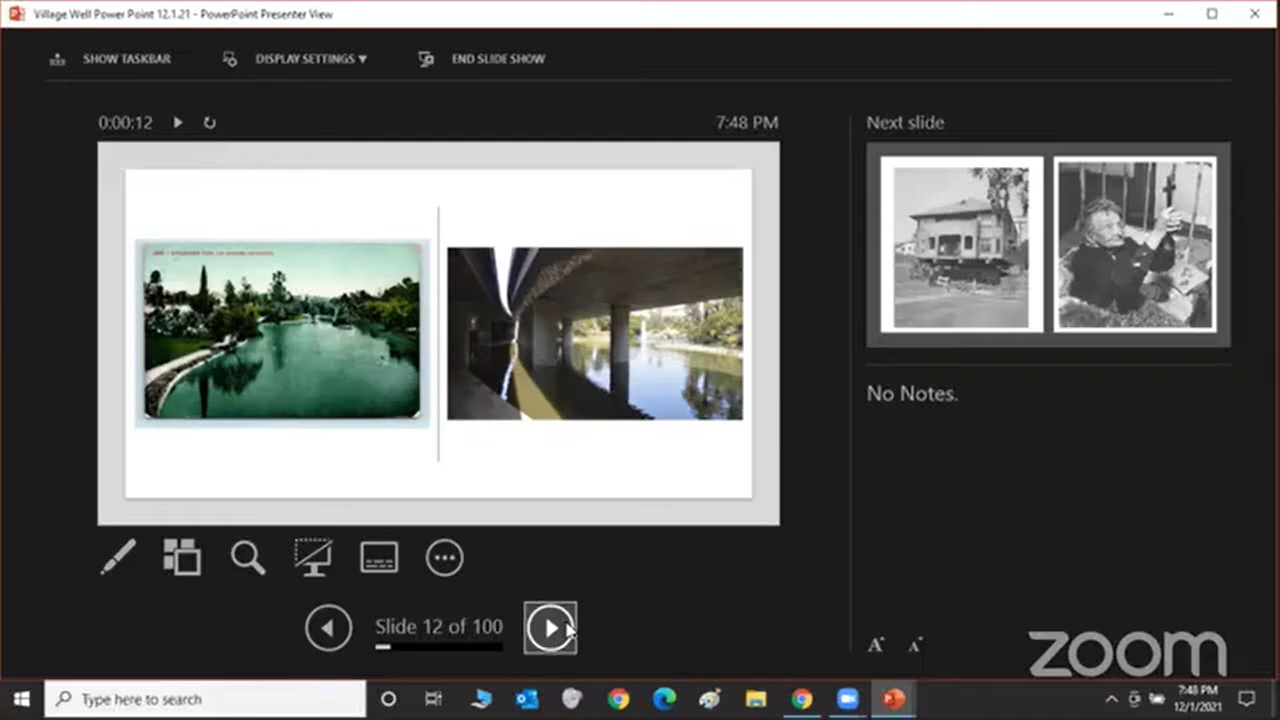 Village Well Power Point 12.1.21 - PowerPoint Presenter View
SHOW TASKBAR
DISPLAY SETTINGS ▼
END SLIDE SHOW
0:00:12
7:48 PM
Next slide
No Notes.
Slide 12 of 100
A A
zoom
Type here to search
7:48 PM
12/1/2021